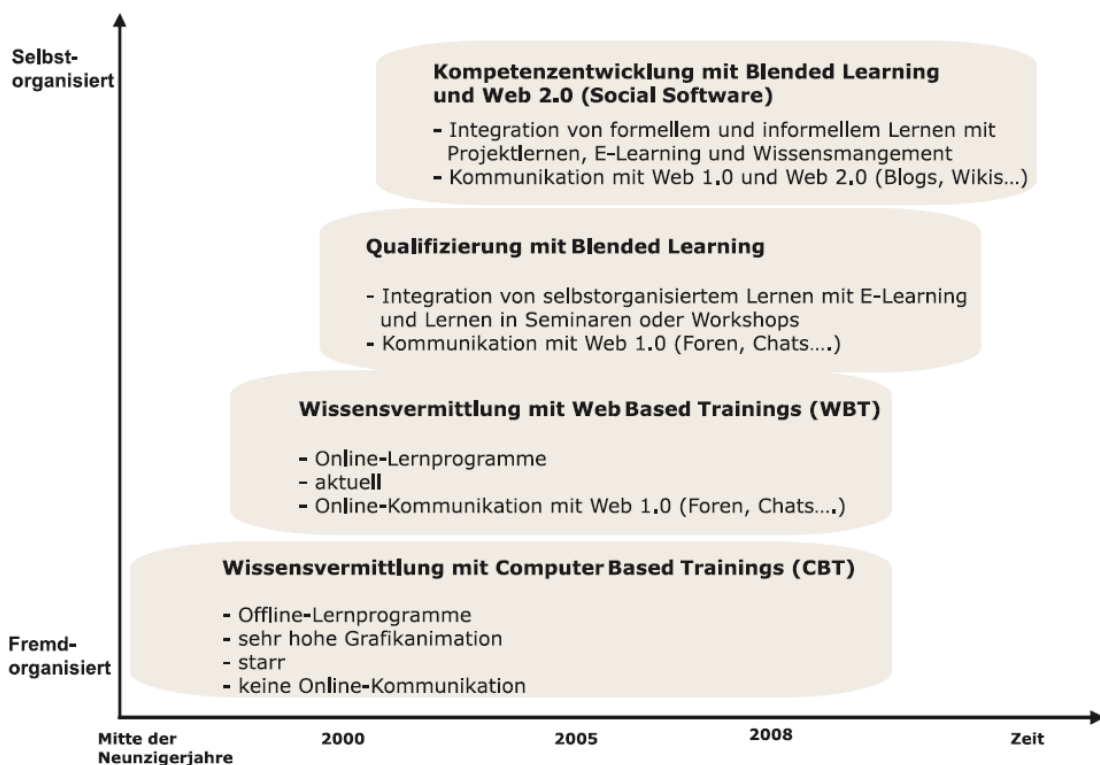 Selbst-
organisiert
Kompetenzentwicklung mit Blended Learning
und Web 2.0 (Social Software)
- Integration von formellem und informellem Lernen mit
Projektlernen, E-Learning und Wissensmangement
- Kommunikation mit Web 1.0 und Web 2.0 (Blogs, Wikis...)
Qualifizierung mit Blended Learning
- Integration von selbstorganisiertem Lernen mit E-Learning
und Lernen in Seminaren oder Workshops
- Kommunikation mit Web 1.0 (Foren, Chats....)
Wissensvermittlung mit Web Based Trainings (WBT)
- Online-Lernprogramme
- aktuell
- Online-Kommunikation mit Web 1.0 (Foren, Chats....)
Wissensvermittlung mit Computer Based Trainings (CBT)
- Offline-Lernprogramme
- sehr hohe Grafikanimation
- starr
- keine Online-Kommunikation
Fremd-
organisiert
Mitte der
Neunzigerjahre
2000
2005
2008
Zeit